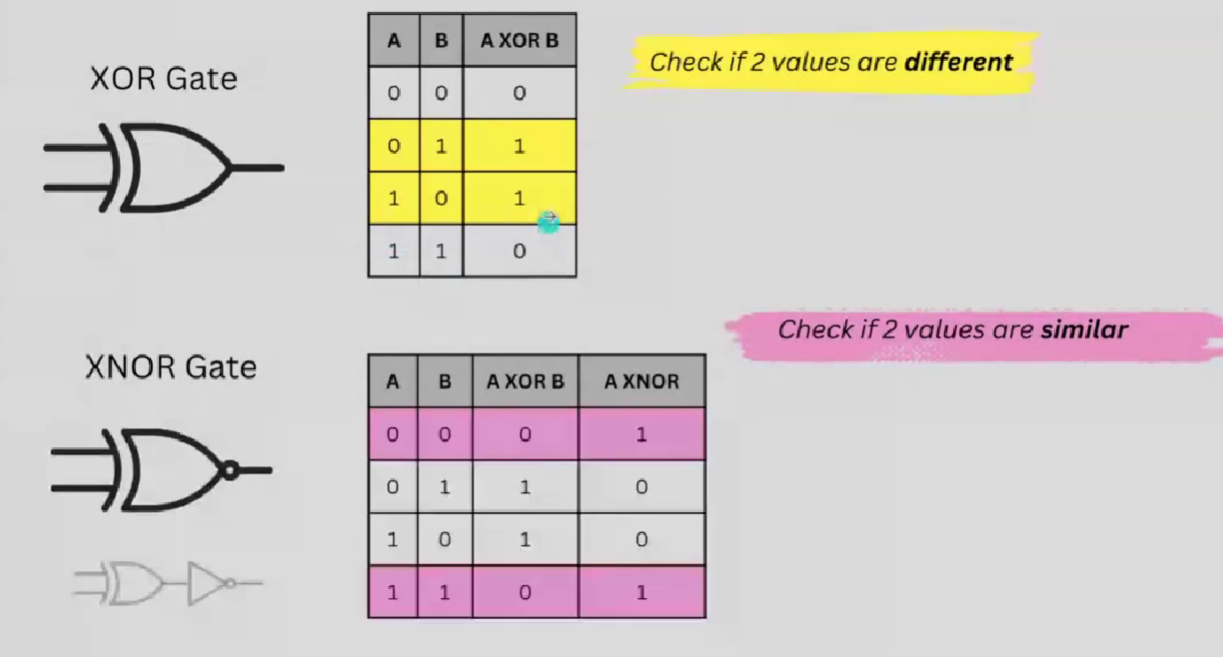 XOR Gate
A B A XOR B
0 0 0
0 1 1
1 0 1
1 1 0
Check if 2 values are different
XNOR Gate
A B A XOR B A XNOR
0 0 0 1
0 1 1 0
1 0 1 0
1 1 0 1
Check if 2 values are similar